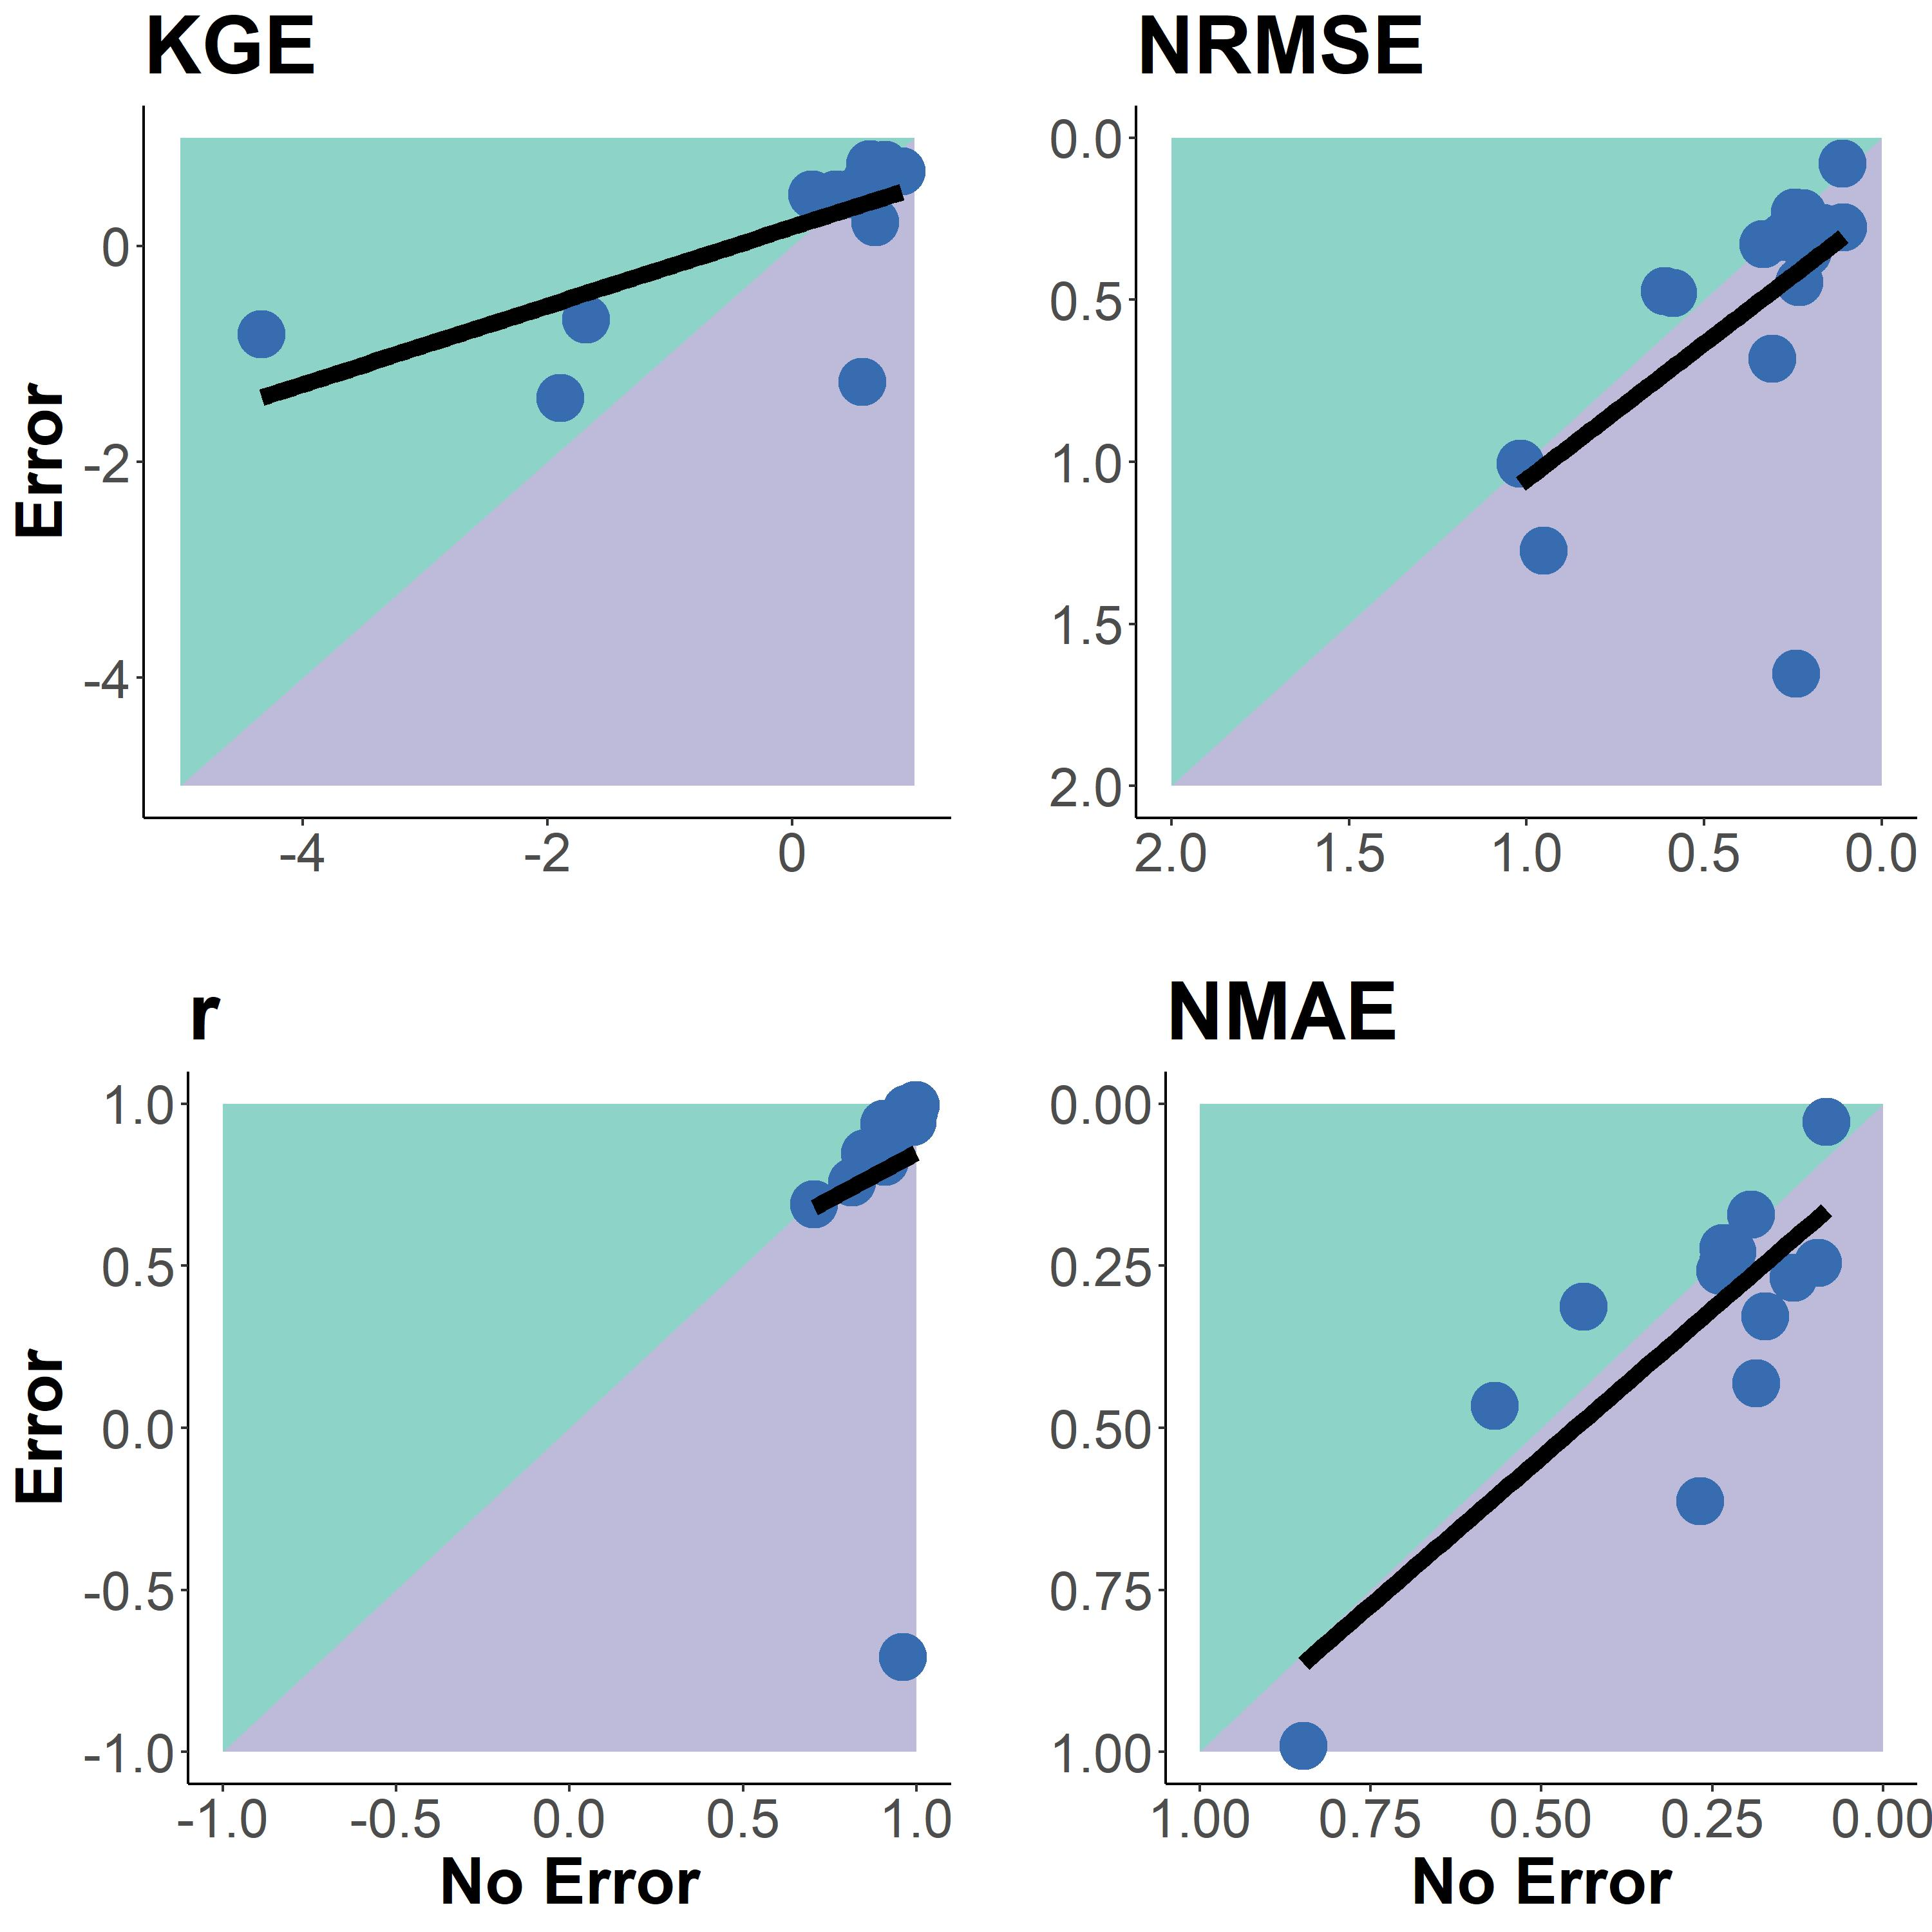 KGE
Error
0
-2
-4
-4 -2 0
NRMSE
0.0
0.5
1.0
1.5
2.0
2.0 1.5 1.0 0.5 0.0
r
Error
1.0
0.5
0.0
-0.5
-1.0
-1.0 -0.5 0.0 0.5 1.0
No Error
NMAE
0.00
0.25
0.50
0.75
1.00
1.00 0.75 0.50 0.25 0.00
No Error